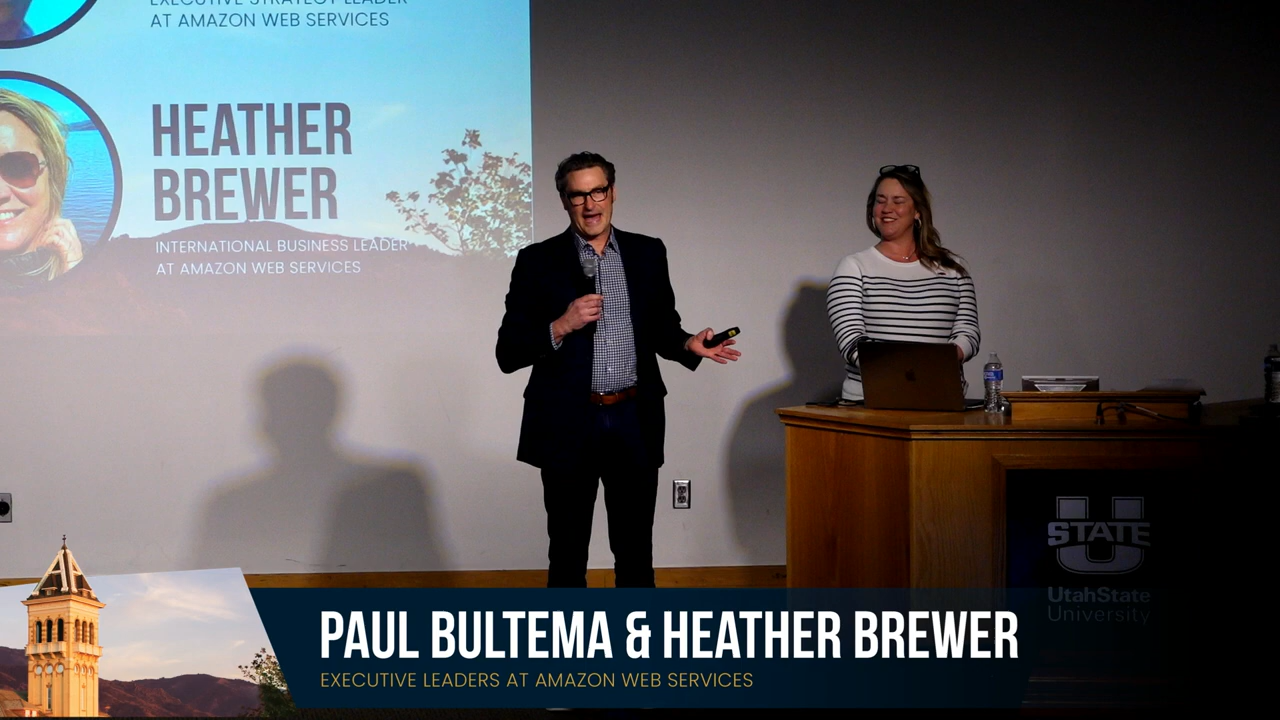 EXECUTIVE STRATEGY LEADER
AT AMAZON WEB SERVICES
HEATHER
BREWER
INTERNATIONAL BUSINESS LEADER
AT AMAZON WEB SERVICES
U
STATE
UtahState
University
PAUL BULTEMA & HEATHER BREWER
EXECUTIVE LEADERS AT AMAZON WEB SERVICES